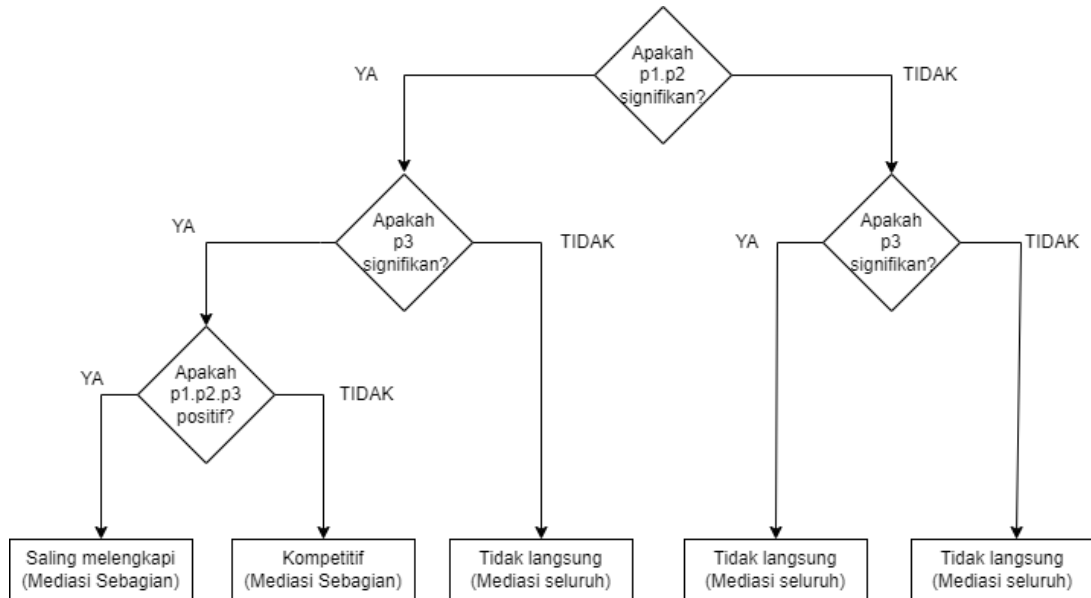 Apakah
p1.p2
signifikan?
YA
TIDAK
Apakah
p3
signifikan?
YA
TIDAK
Apakah
p3
signifikan?
YA
TIDAK
Apakah
p1.p2.p3
positif?
YA
TIDAK
Saling melengkapi
(Mediasi Sebagian)
Kompetitif
(Mediasi Sebagian)
Tidak langsung
(Mediasi seluruh)
Tidak langsung
(Mediasi seluruh)
Tidak langsung
(Mediasi seluruh)